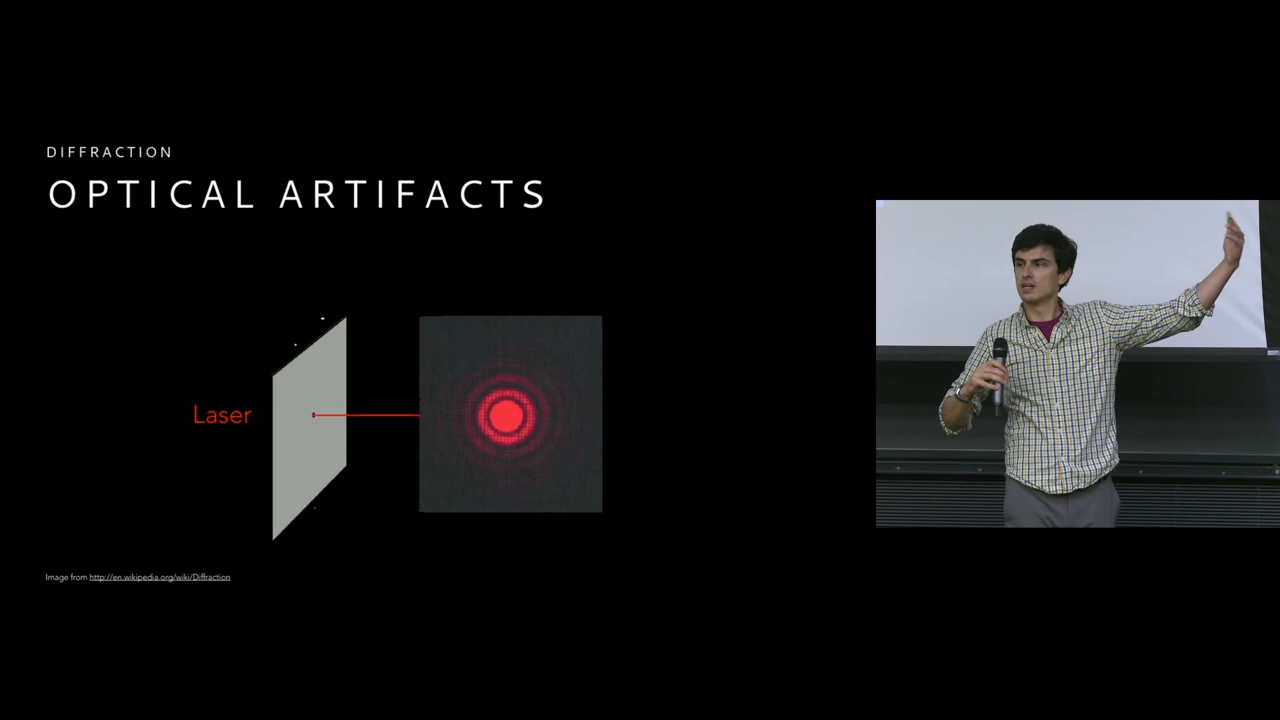 DIFFRACTION
OPTICAL ARTIFACTS
Laser
Image from http://en.wikipedia.org/wiki/Diffraction